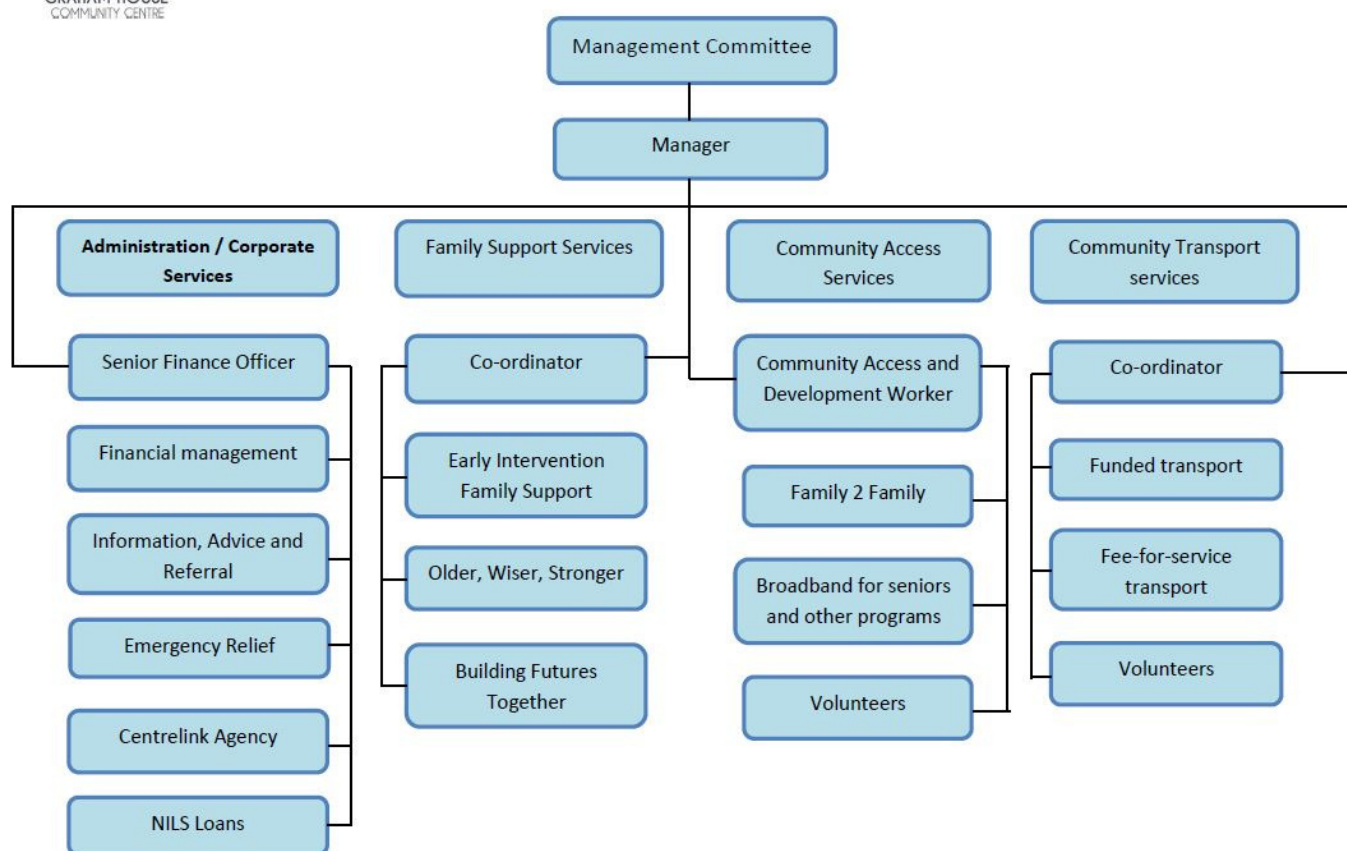 GRAHAM HOUSE
COMMUNITY CENTRE
Management Committee
Manager
Administration / Corporate
Services
Senior Finance Officer
Financial management
Information, Advice and
Referral
Emergency Relief
Centrelink Agency
NILS Loans
Family Support Services
Co-ordinator
Early Intervention
Family Support
Older, Wiser, Stronger
Building Futures
Together
Community Access
Services
Community Access and
Development Worker
Family 2 Family
Broadband for seniors
and other programs
Volunteers
Community Transport
services
Co-ordinator
Funded transport
Fee-for-service
transport
Volunteers